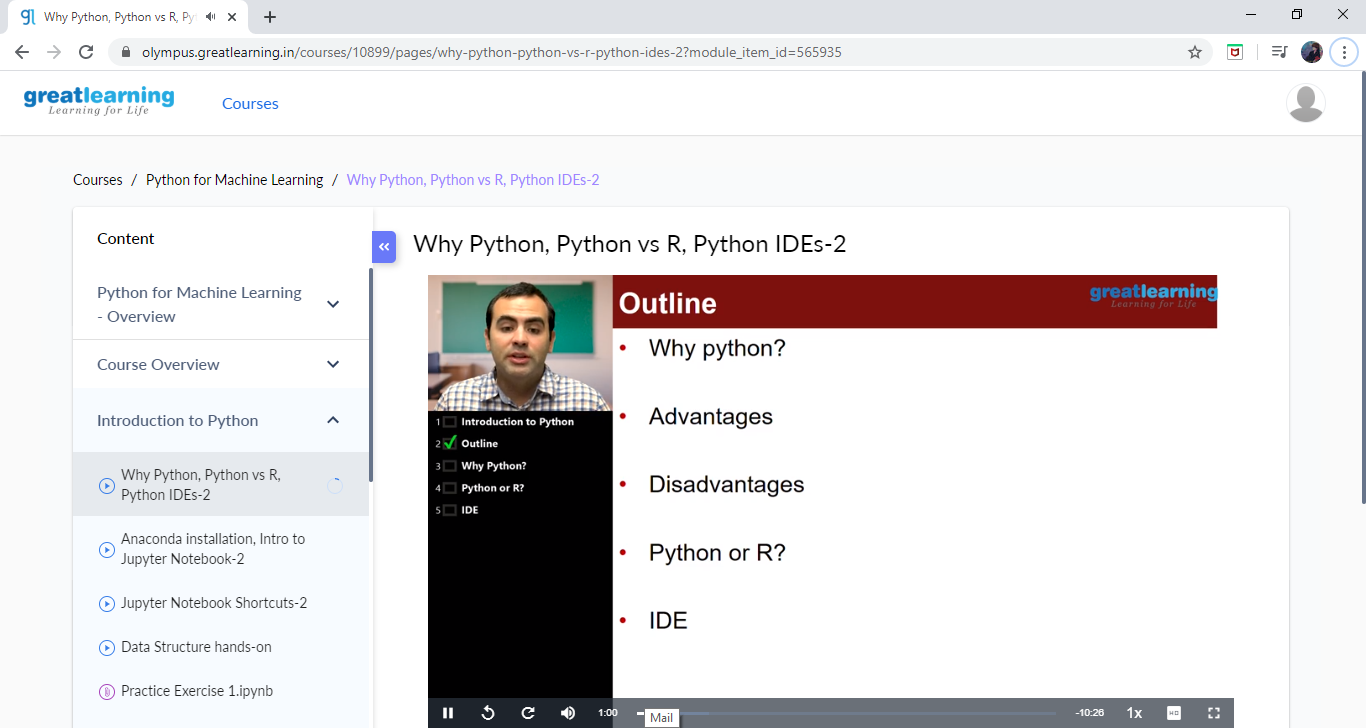 Why Python, Python vs R, Py
olympus.greatlearning.in/courses/10899/pages/why-python-python-vs-r-python-ides-2?module_item_id=565935
greatlearning
Learning for Life
Courses
Courses / Python for Machine Learning / Why Python, Python vs R, Python IDEs-2
Content
Python for Machine Learning
- Overview
Course Overview
Introduction to Python
Why Python, Python vs R,
Python IDEs-2
Anaconda installation, Intro to
Jupyter Notebook-2
Jupyter Notebook Shortcuts-2
Data Structure hands-on
Practice Exercise 1.ipynb
Why Python, Python vs R, Python IDEs-2
Outline
greatlearning
Learning for Life
1 Introduction to Python
2 Outline
3 Why Python?
4 Python or R?
5 IDE
• Why python?
• Advantages
• Disadvantages
• Python or R?
• IDE
1:00
Mail
-10:26
1x
HD